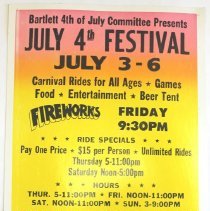 Bartlett 4th of July Committee Presents
JULY 4th FESTIVAL
JULY 3-6
Carnival Rides for All Ages ★ Games
Food ★ Entertainment ★ Beer Tent
FIREWORKS FRIDAY
9:30PM
★ ★ RIDE SPECIALS ★ ★
Pay One Price ★ $15 per Person ★ Unlimited Rides
Thursday 5-11:00pm
Saturday Noon-5:00pm
★ ★ HOURS ★ ★
THUR. 5-11:00PM ★ FRI. NOON-11:00PM
SAT. NOON-11:00PM ★ SUN. 3-9:00PM